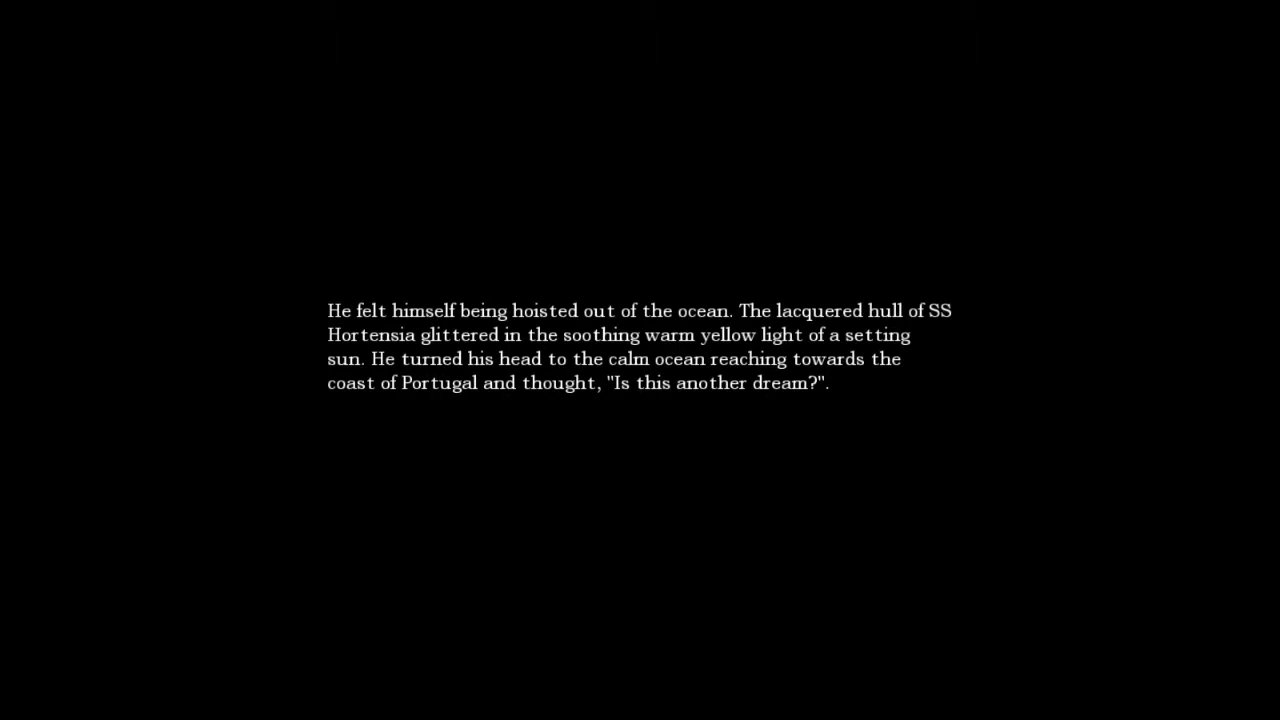 He felt himself being hoisted out of the ocean. The lacquered hull of SS
Hortensia glittered in the soothing warm yellow light of a setting
sun. He turned his head to the calm ocean reaching towards the
coast of Portugal and thought, "Is this another dream?".